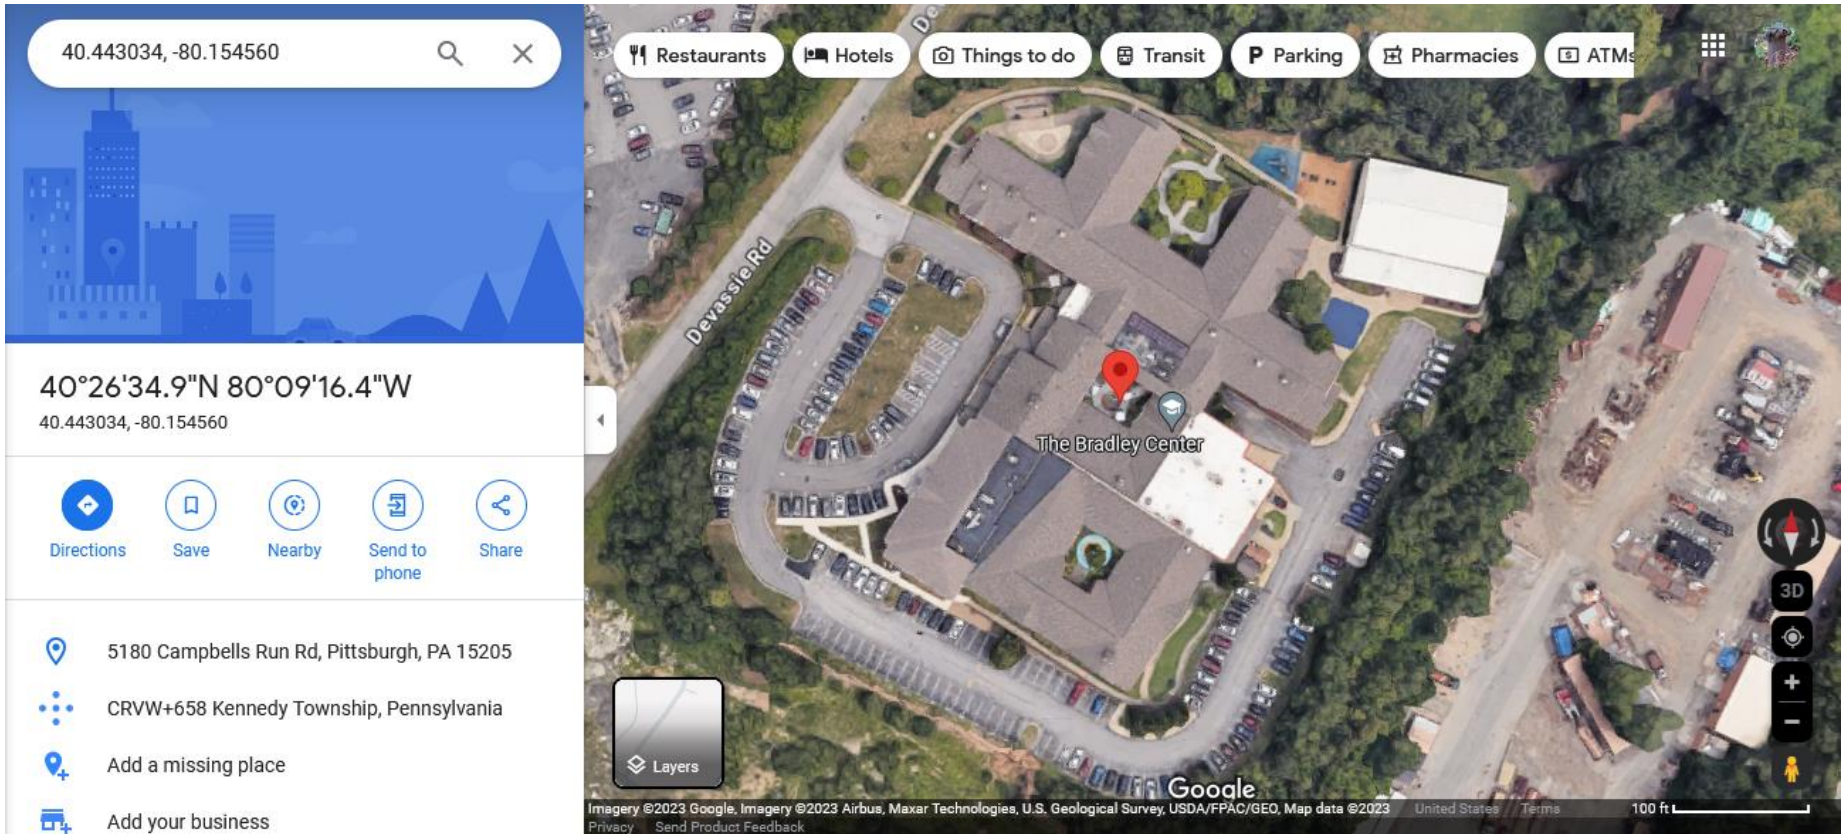 40.443034, -80.154560
Restaurants
Hotels
Things to do
Transit
P Parking
Pharmacies
ATMs
De
Devassie Rd
The Bradley Center
40°26'34.9"N 80°09'16.4"W
40.443034, -80.154560
Directions
Save
Nearby
Send to
phone
Share
5180 Campbells Run Rd, Pittsburgh, PA 15205
CRVW+658 Kennedy Township, Pennsylvania
Add a missing place
Add your business
3D
Layers
Google
Imagery ©2023 Google, Imagery ©2023 Airbus, Maxar Technologies, U.S. Geological Survey, USDA/FPAC/GEO, Map data ©2023 United States Terms 100 ft
Privacy Send Product Feedback